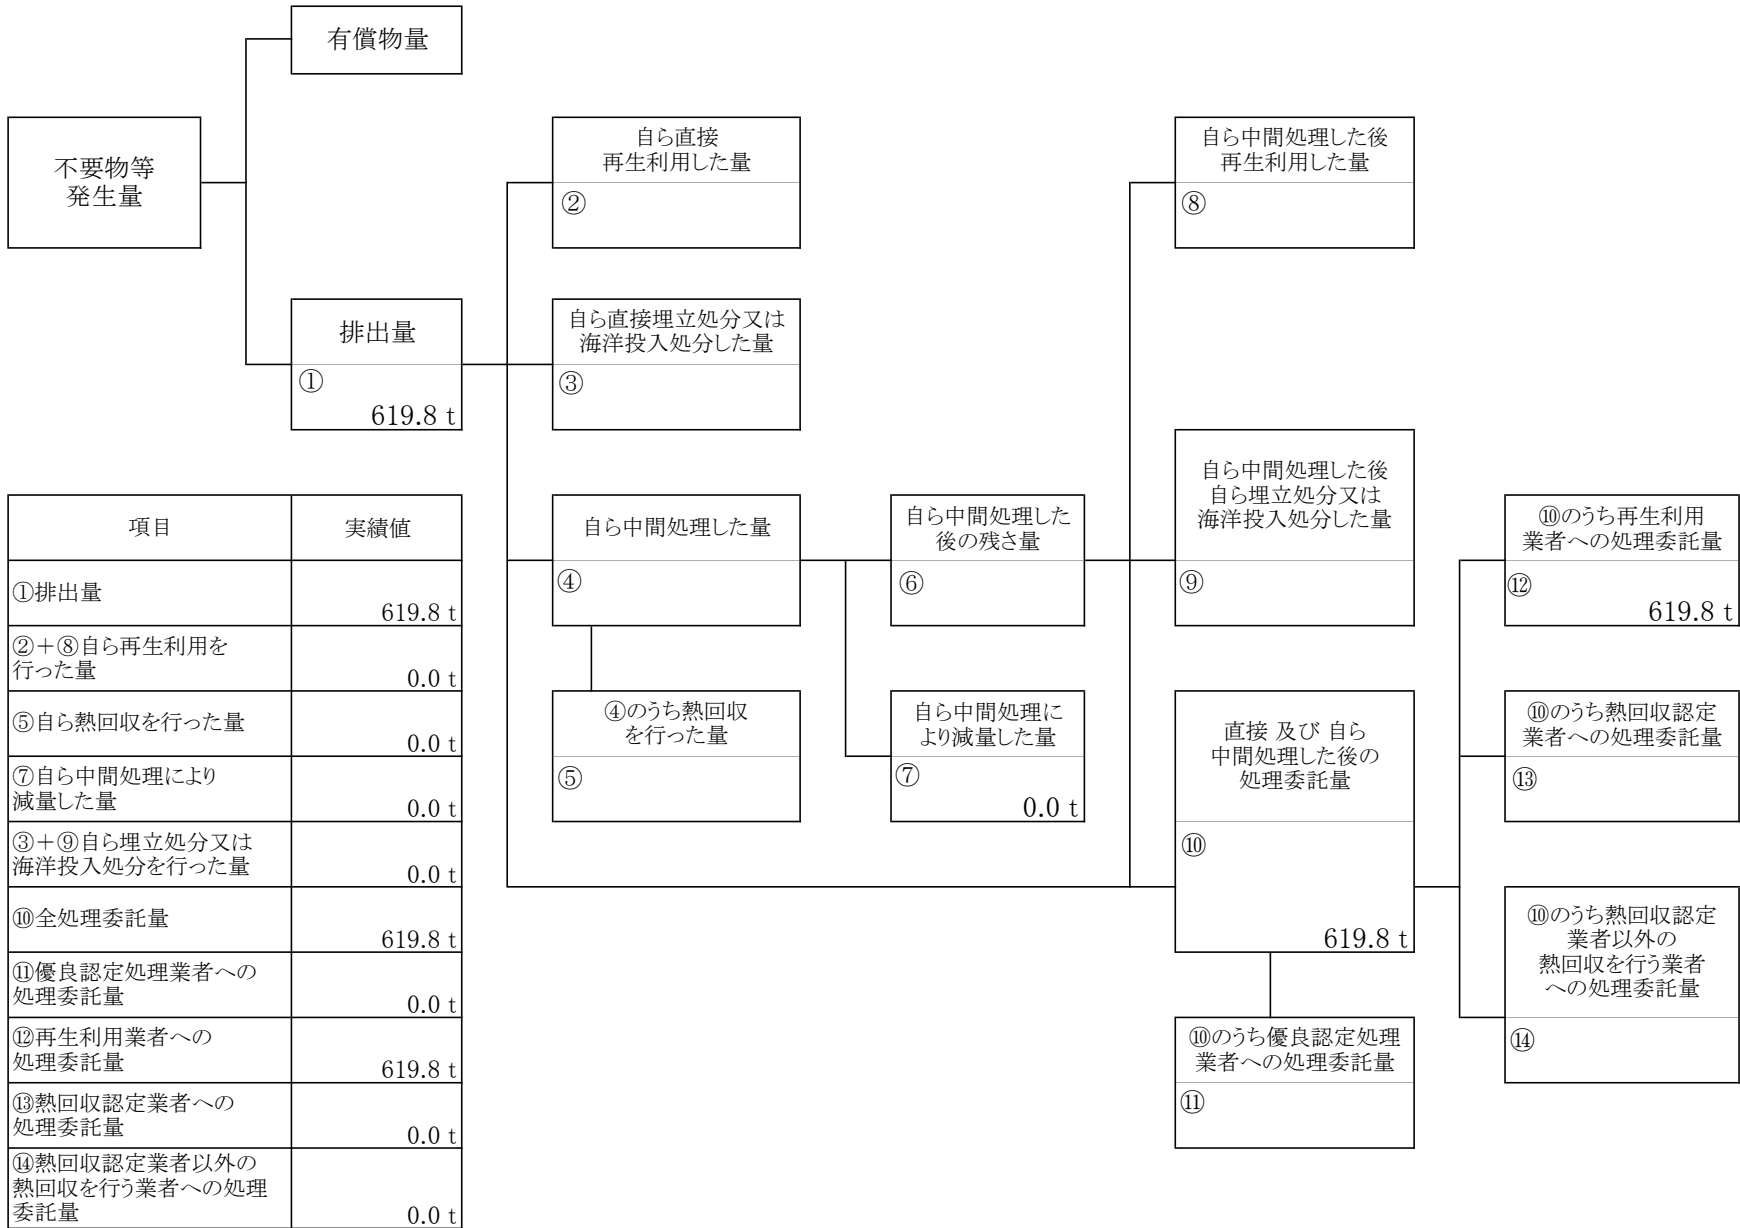 有償物量
不要物等
発生量
排出量
①
619.8 t
自ら直接
再生利用した量
②
自ら直接埋立処分又は
海洋投入処分した量
③
自ら中間処理した量
④
④のうち熱回収
を行った量
⑤
自ら中間処理した
後の残さ量
⑥
自ら中間処理に
より減量した量
⑦
0.0 t
自ら中間処理した後
再生利用した量
⑧
自ら中間処理した後
自ら埋立処分又は
海洋投入処分した量
⑨
直接 及び 自ら
中間処理した後の
処理委託量
⑩
619.8 t
⑩のうち優良認定処理
業者への処理委託量
⑪
⑩のうち再生利用
業者への処理委託量
⑫
619.8 t
⑩のうち熱回収認定
業者への処理委託量
⑬
⑩のうち熱回収認定
業者以外の
熱回収を行う業者
への処理委託量
⑭
項目 実績値
①排出量
619.8 t
②＋⑧自ら再生利用を
行った量
0.0 t
⑤自ら熱回収を行った量
0.0 t
⑦自ら中間処理により
減量した量
0.0 t
③＋⑨自ら埋立処分又は
海洋投入処分を行った量
0.0 t
⑩全処理委託量
619.8 t
⑪優良認定処理業者への
処理委託量
0.0 t
⑫再生利用業者への
処理委託量
619.8 t
⑬熱回収認定業者への
処理委託量
0.0 t
⑭熱回収認定業者以外の
熱回収を行う業者への処理
委託量
0.0 t